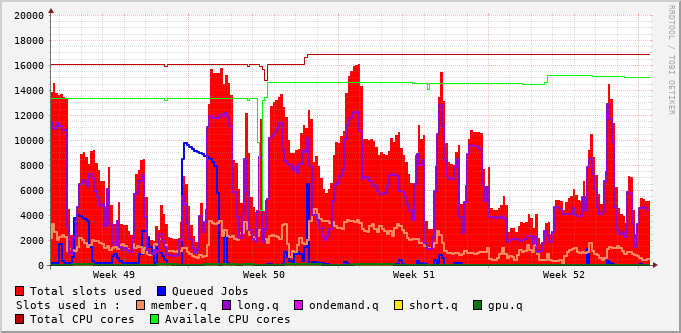 20000
18000
16000
14000
12000
10000
8000
6000
4000
2000
0
Week 49 Week 50 Week 51 Week 52
Total slots used Queued Jobs
Slots used in : member.q long.q ondemand.q short.q gpu.q
Total CPU cores Availale CPU cores
RRDTOOL / TOBI OETIKER